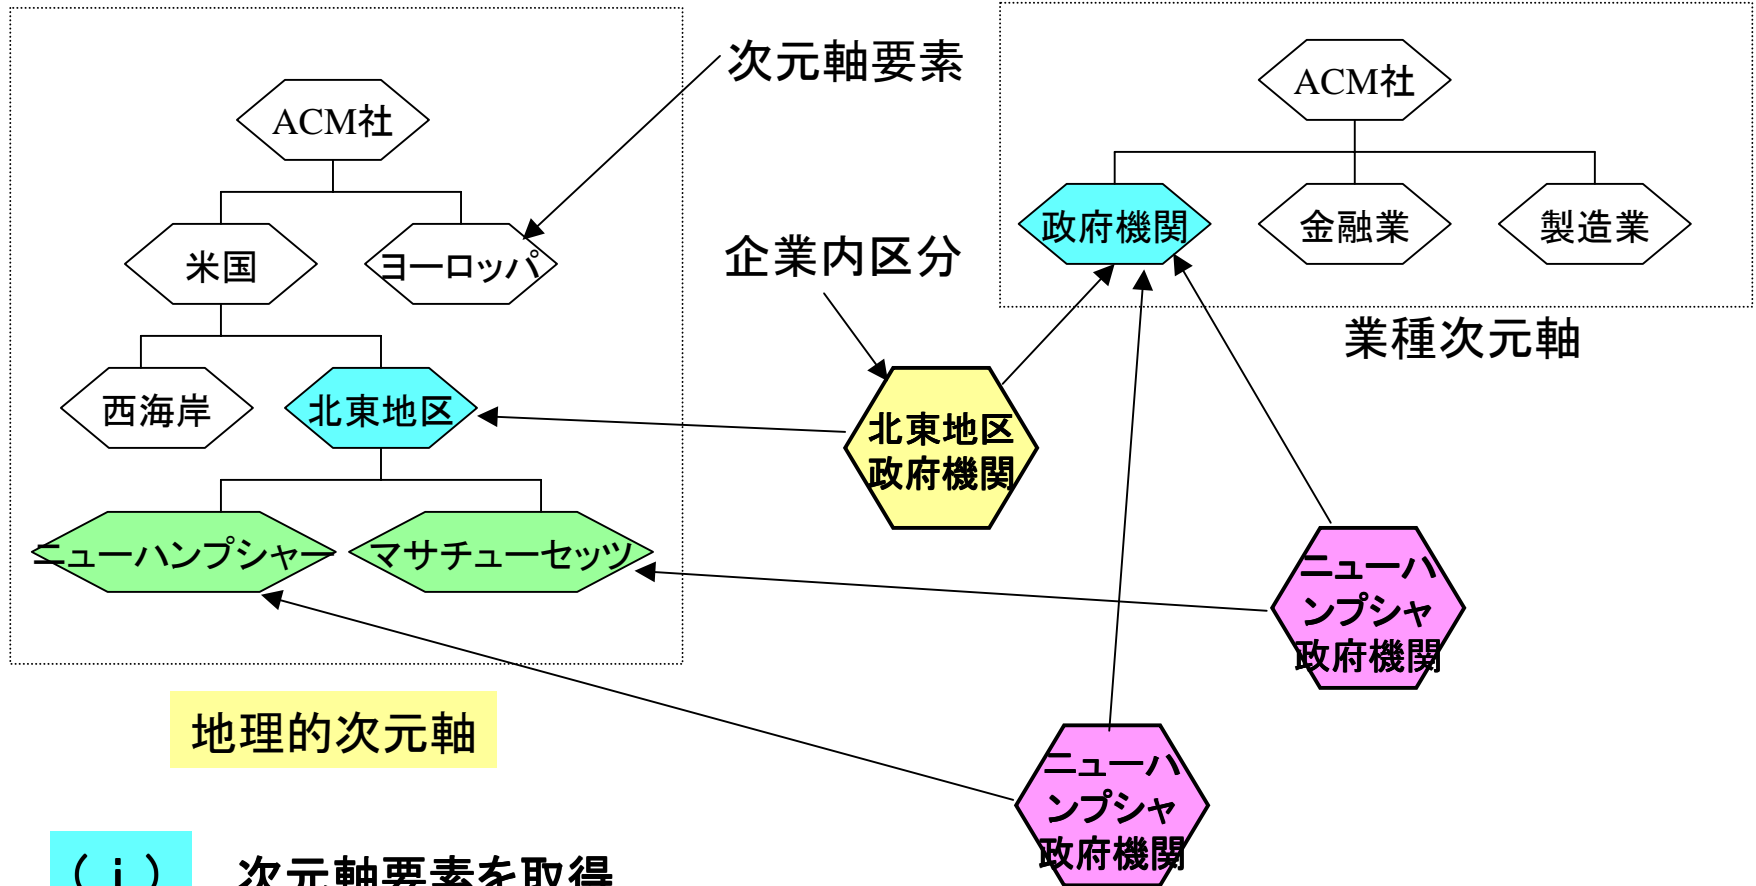 次元軸要素
ACM社
ACM社
米国
ヨーロッパ
政府機関
金融業
製造業
企業内区分
業種次元軸
西海岸
北東地区
北東地区
政府機関
ニューハンプシャー
マサチューセッツ
ニューハ
ンプシャ
政府機関
地理的次元軸
ニューハ
ンプシャ
政府機関
(i) 次元軸要素を取得